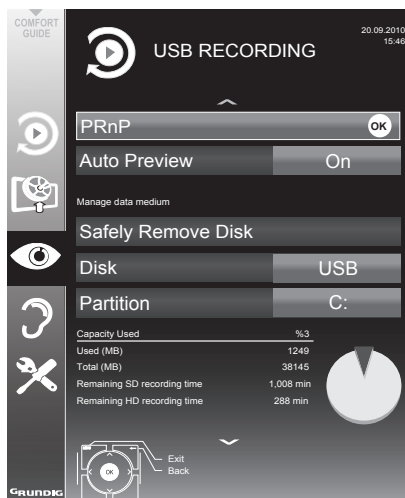 COMFORT
GUIDE
USB RECORDING
20.09.2010
15:46
PRnP OK
Auto Preview On
Manage data medium
Safely Remove Disk
Disk USB
Partition C:
Capacity Used %3
Used (MB) 1249
Total (MB) 38145
Remaining SD recording time 1,008 min
Remaining HD recording time 288 min
Exit
Back
OK
GRUNDIG